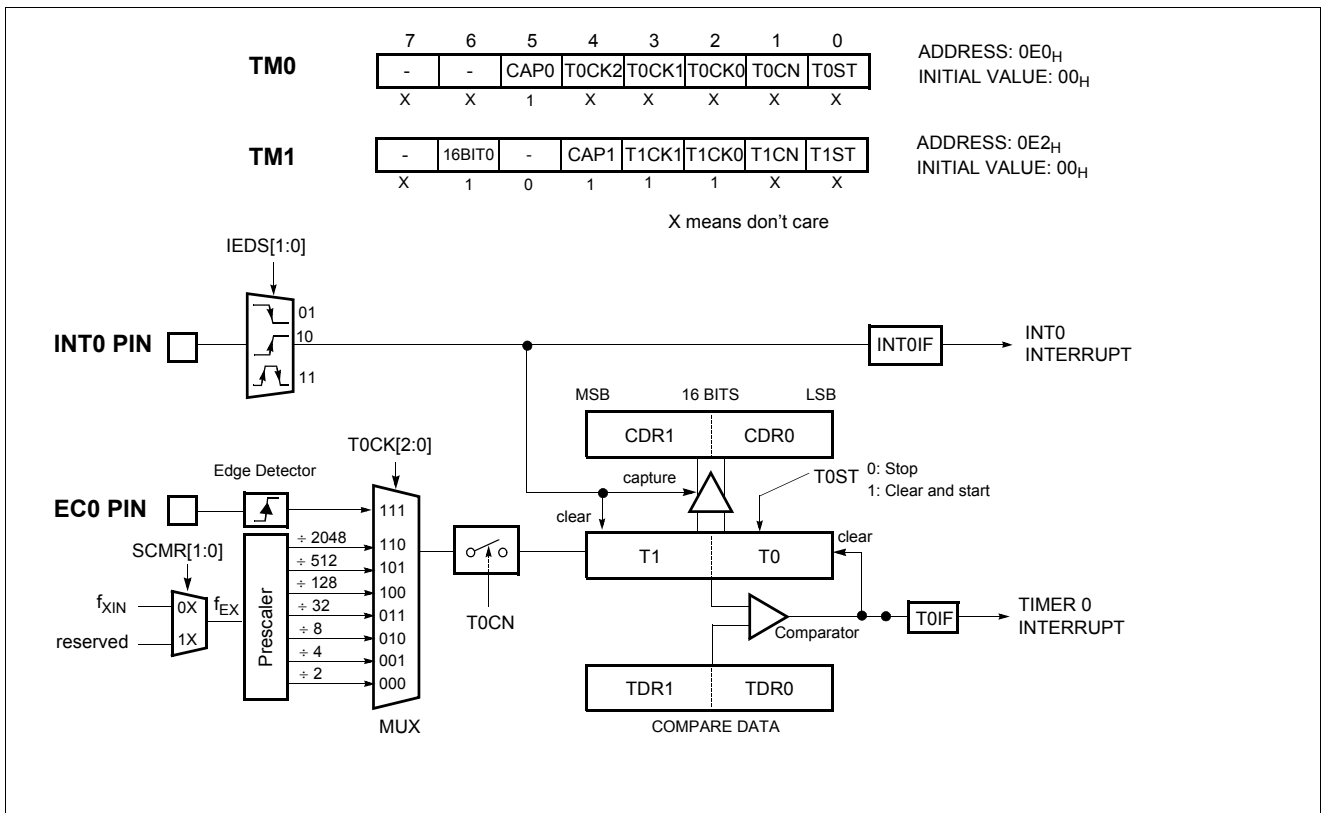 7 6 5 4 3 2 1 0
TM0
- - CAP0 T0CK2 T0CK1 T0CK0 T0CN T0ST
X X 1 X X X X X
ADDRESS: 0E0H
INITIAL VALUE: 00H
TM1
- 16BIT0 - CAP1 T1CK1 T1CK0 T1CN T1ST
X 1 0 1 1 1 X X
ADDRESS: 0E2H
INITIAL VALUE: 00H
X means don't care
IEDS[1:0]
01
10
11
INT0 PIN
INT0IF
INT0
INTERRUPT
MSB 16 BITS LSB
CDR1 CDR0
T0CK[2:0]
Edge Detector
capture
T0ST 0: Stop
1: Clear and start
EC0 PIN
111
clear
clear
SCMR[1:0]
÷ 2048 110
÷ 512 101
÷ 128 100
÷ 32 011
÷ 8 010
÷ 4 001
÷ 2 000
T1 T0
fXIN
0X
fEX
reserved
1X
Prescaler
T0CN
Comparator
T0IF
TIMER 0
INTERRUPT
TDR1 TDR0
MUX
COMPARE DATA